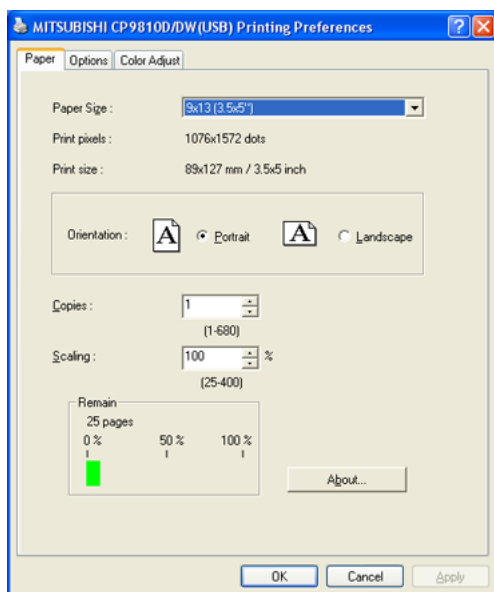 MITSUBISHI CP9810D/DW(USB) Printing Preferences
Paper Options Color Adjust
Paper Size : 9x13 (3.5x5")
Print pixels : 1076x1572 dots
Print size : 89x127 mm / 3.5x5 inch
Orientation : A Portrait A Landscape
Copies : 1
(1-680)
Scaling : 100 %
(25-400)
Remain
25 pages
0 % 50 % 100 %
About...
OK Cancel Apply